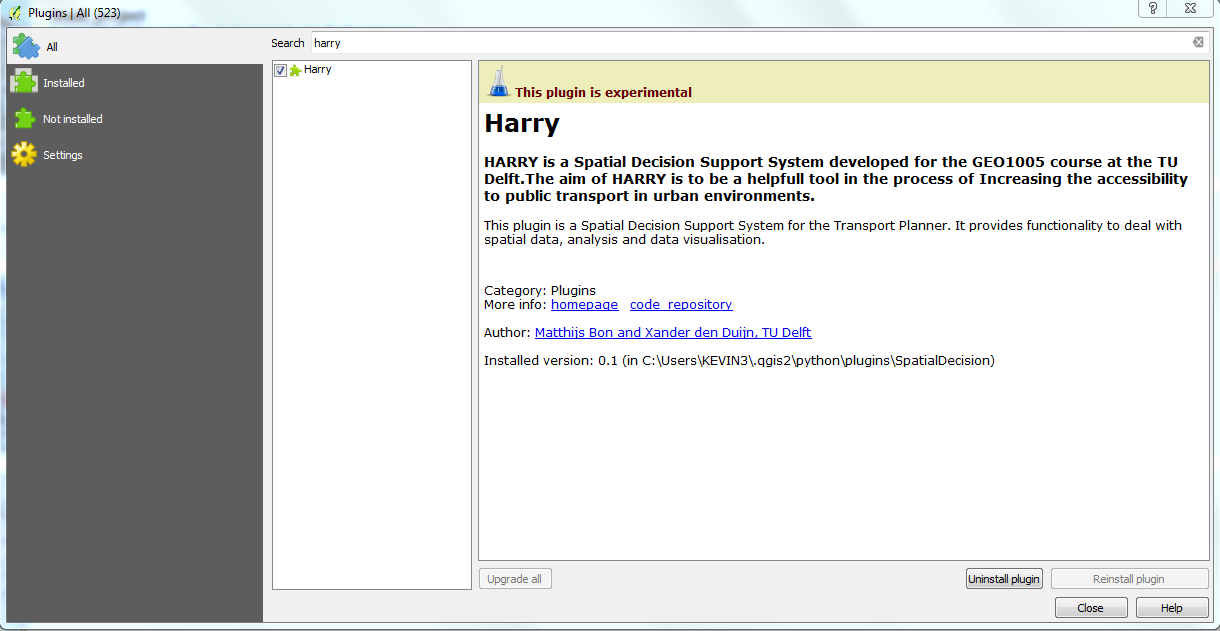 Plugins | All (523)
All
Search harry
Installed
Not installed
Settings
Harry
This plugin is experimental
Harry
HARRY is a Spatial Decision Support System developed for the GEO1005 course at the TU
Delft.The aim of HARRY is to be a helpfull tool in the process of Increasing the accessibility
to public transport in urban environments.
This plugin is a Spatial Decision Support System for the Transport Planner. It provides functionality to deal with
spatial data, analysis and data visualisation.
Category: Plugins
More info: homepage code_repository
Author: Matthijs Bon and Xander den Duijn, TU Delft
Installed version: 0.1 (in C:\Users\KEVIN3\.qgis2\python\plugins\SpatialDecision)
Upgrade all
Uninstall plugin
Reinstall plugin
Close
Help